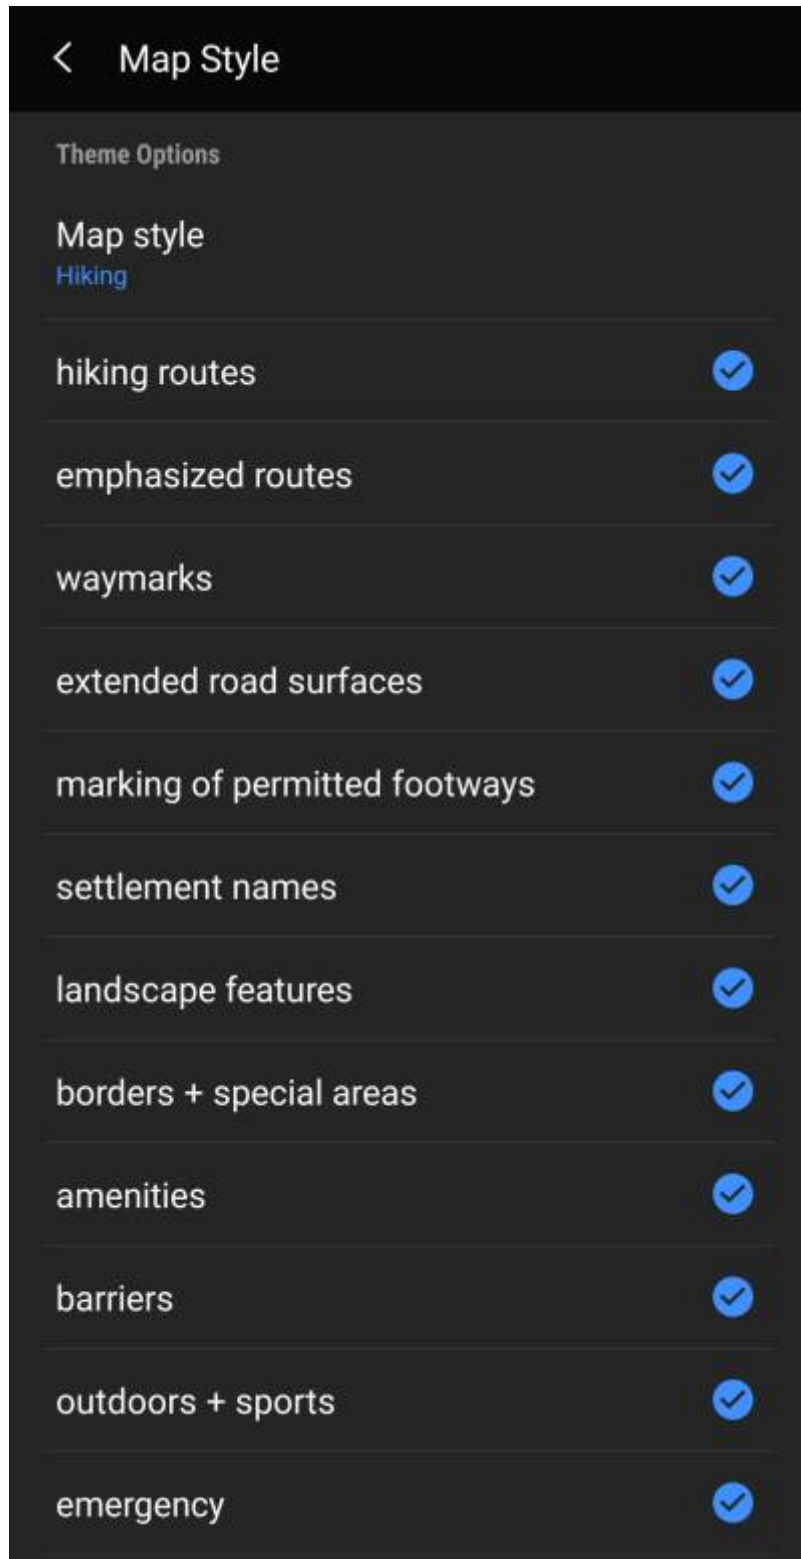 Map Style
Theme Options
Map style
Hiking
hiking routes
emphasized routes
waymarks
extended road surfaces
marking of permitted footways
settlement names
landscape features
borders + special areas
amenities
barriers
outdoors + sports
emergency